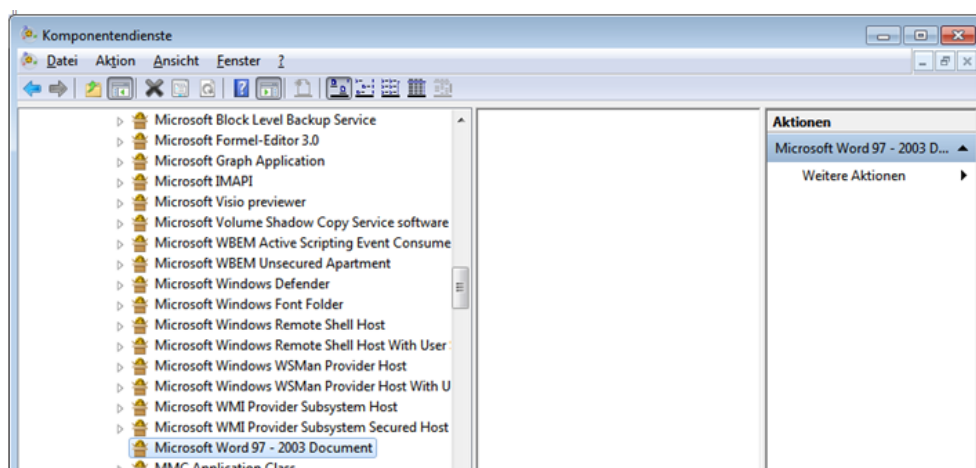 Komponentendienste
Datei Aktion Ansicht Fenster ?
Microsoft Block Level Backup Service
Microsoft Formel-Editor 3.0
Microsoft Graph Application
Microsoft IMAPI
Microsoft Visio previewer
Microsoft Volume Shadow Copy Service software
Microsoft WBEM Active Scripting Event Consume
Microsoft WBEM Unsecured Apartment
Microsoft Windows Defender
Microsoft Windows Font Folder
Microsoft Windows Remote Shell Host
Microsoft Windows Remote Shell Host With User
Microsoft Windows WSMan Provider Host
Microsoft Windows WSMan Provider Host With U
Microsoft WMI Provider Subsystem Host
Microsoft WMI Provider Subsystem Secured Host
Microsoft Word 97 - 2003 Document
MMC Application Class
Aktionen
Microsoft Word 97 - 2003 D...
Weitere Aktionen